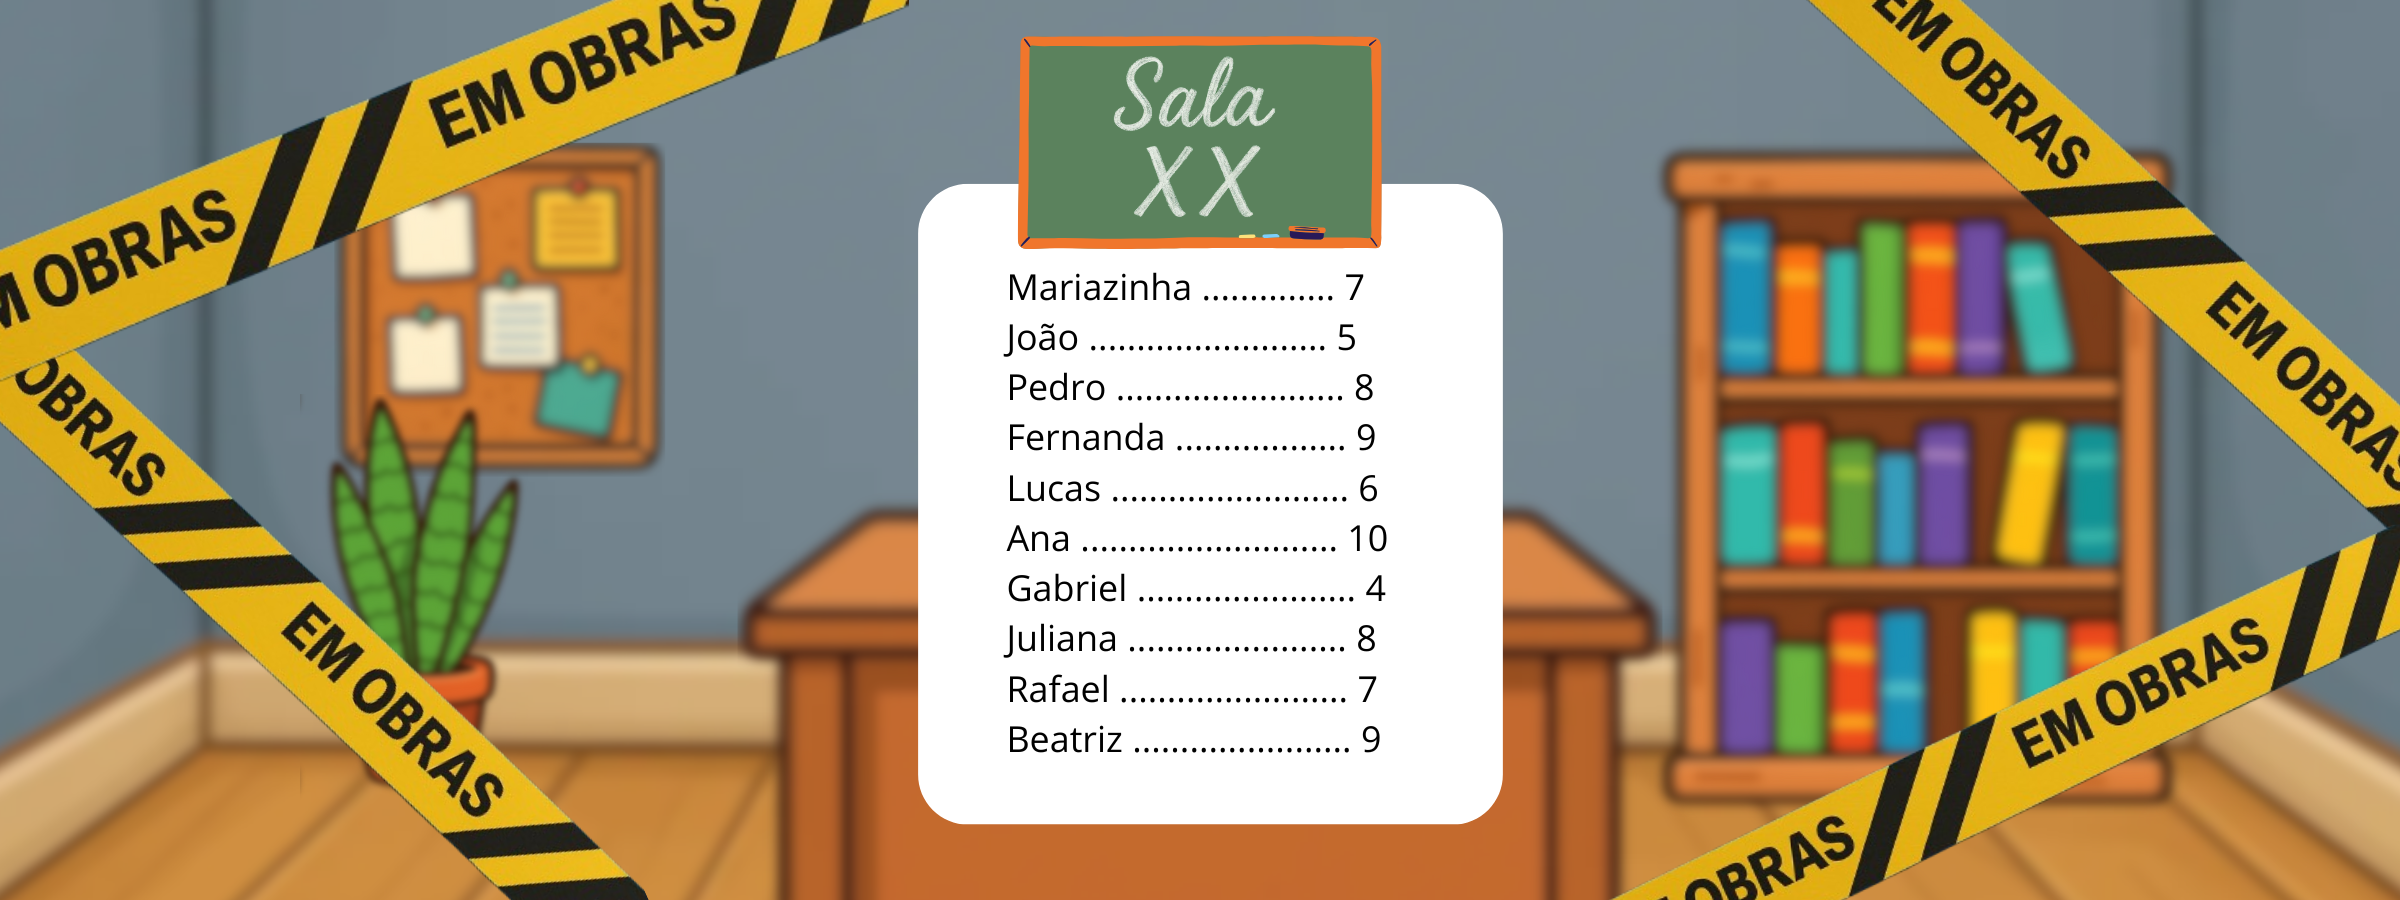 EM OBRAS
M OBRAS
OBRAS
EM OBRAS
Sala
XX
Mariazinha .............. 7
João ......................... 5
Pedro ........................ 8
Fernanda .................. 9
Lucas ......................... 6
Ana ........................... 10
Gabriel ....................... 4
Juliana ....................... 8
Rafael ........................ 7
Beatriz ....................... 9
EM OBRAS
EM OBRAS
EM OBRAS
OBRAS